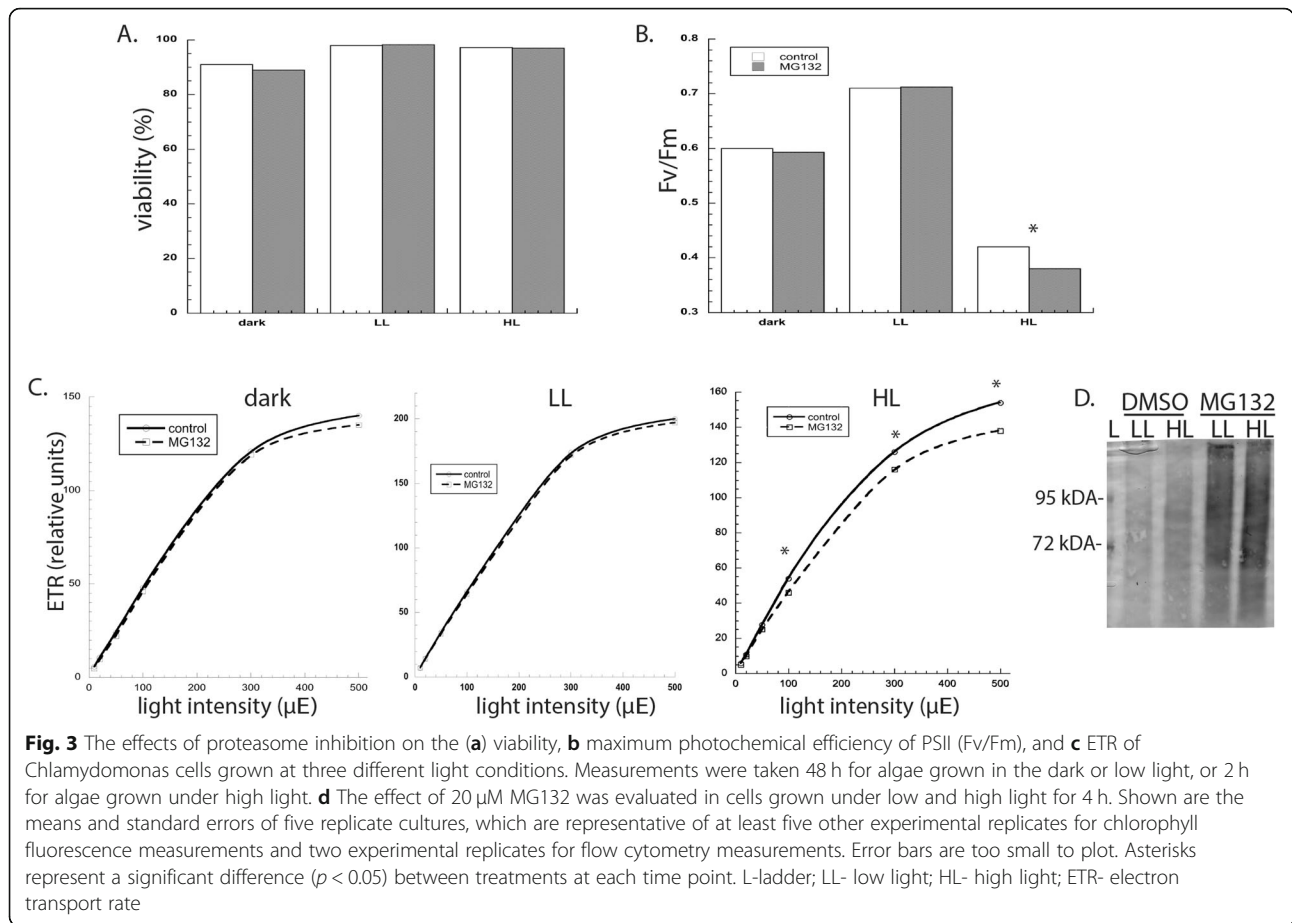 A.
100
80
60
40
20
0
viability (%)
dark LL HL
B.
0.8
0.7
0.6
0.5
0.4
0.3
Fv/Fm
control
MG132
*
dark LL HL
C.
dark
150
100
50
0
ETR (relative units)
control
MG132
0 100 200 300 400 500
light intensity (µE)
LL
200
150
100
50
0
control
MG132
0 100 200 300 400 500
light intensity (µE)
HL
160
140
120
100
80
60
40
20
0
control
MG132
*
*
*
0 100 200 300 400 500
light intensity (µE)
D.
DMSO MG132
L LL HL LL HL
95 kDA-
72 kDA-
Fig. 3 The effects of proteasome inhibition on the (a) viability, b maximum photochemical efficiency of PSII (Fv/Fm), and c ETR of
Chlamydomonas cells grown at three different light conditions. Measurements were taken 48 h for algae grown in the dark or low light, or 2 h
for algae grown under high light. d The effect of 20 µM MG132 was evaluated in cells grown under low and high light for 4 h. Shown are the
means and standard errors of five replicate cultures, which are representative of at least five other experimental replicates for chlorophyll
fluorescence measurements and two experimental replicates for flow cytometry measurements. Error bars are too small to plot. Asterisks
represent a significant difference (p < 0.05) between treatments at each time point. L-ladder; LL- low light; HL- high light; ETR- electron
transport rate